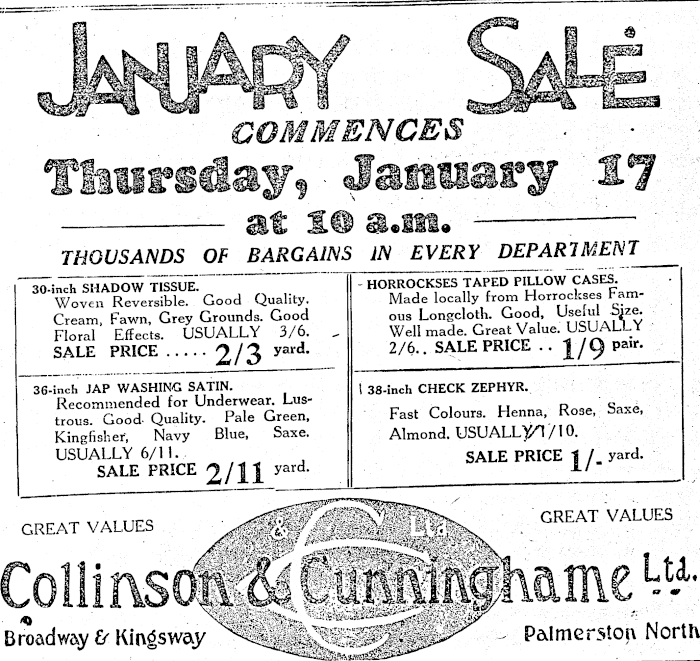 JANUARY SALE
COMMENCES
Thursday, January 17
at 10 a.m.
THOUSANDS OF BARGAINS IN EVERY DEPARTMENT
30-inch SHADOW TISSUE.
Woven Reversible. Good Quality.
Cream, Fawn, Grey Grounds. Good
Floral Effects. USUALLY 3/6.
SALE PRICE ..... 2/3 yard.
HORROCKSES TAPED PILLOW CASES.
Made locally from Horrockses Fam-
ous Longcloth. Good, Useful Size.
Well made. Great Value. USUALLY
2/6.. SALE PRICE .. 1/9 pair.
36-inch JAP WASHING SATIN.
Recommended for Underwear. Lus-
trous. Good Quality. Pale Green,
Kingfisher, Navy Blue, Saxe.
USUALLY 6/11.
SALE PRICE 2/11 yard.
38-inch CHECK ZEPHYR.
Fast Colours. Henna, Rose, Saxe,
Almond. USUALLY 1/10.
SALE PRICE 1/- yard.
GREAT VALUES
GREAT VALUES
C & C Ltd
Collinson & Cunninghame Ltd.
Broadway & Kingsway
Palmerston North